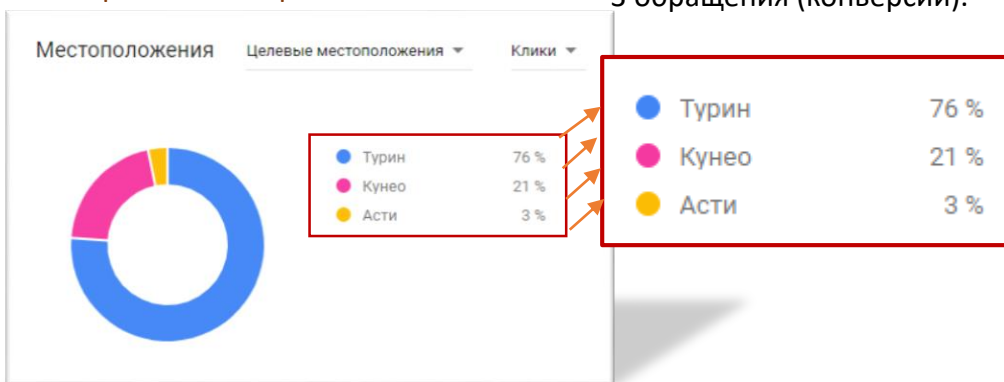 3 обращения (конверсии).
Местоположения Целевые местоположения Клики
Турин 76 %
Кунео 21 %
Асти 3 %
Турин 76 %
Кунео 21 %
Асти 3 %